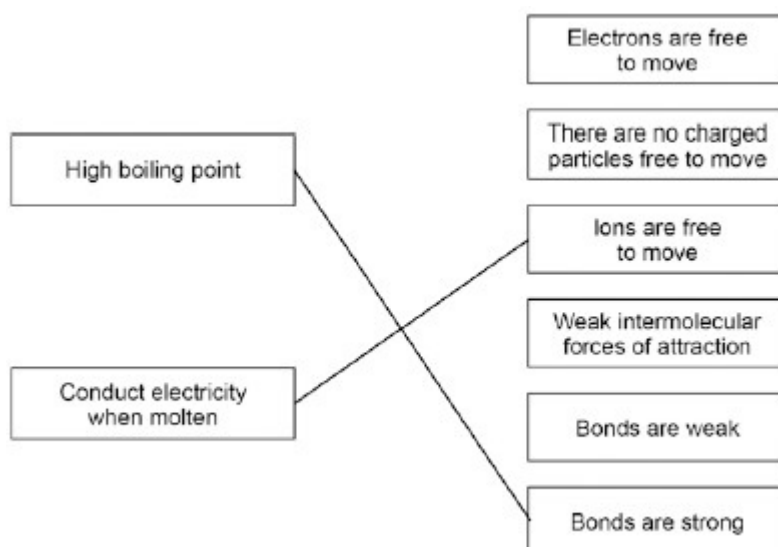 High boiling point
Conduct electricity
when molten
Electrons are free
to move
There are no charged
particles free to move
Ions are free
to move
Weak intermolecular
forces of attraction
Bonds are weak
Bonds are strong